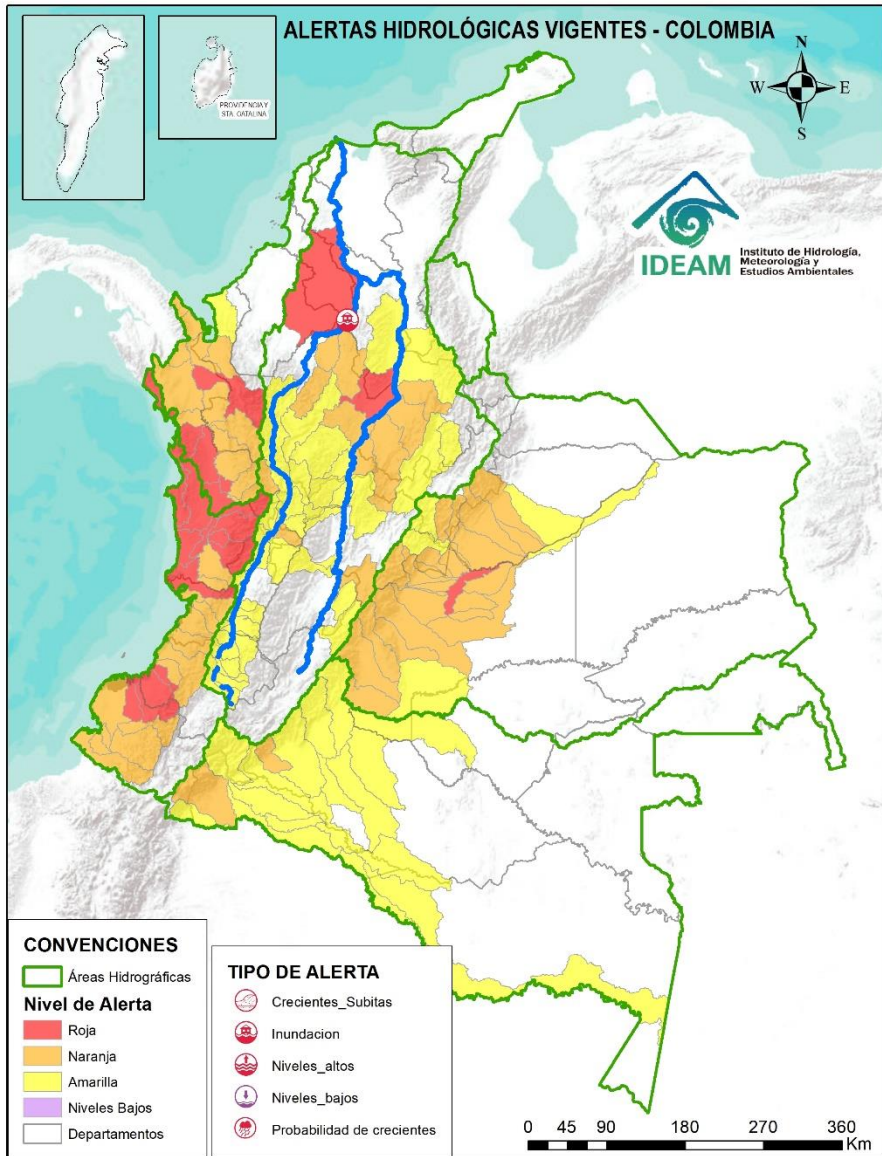 ALERTAS HIDROLÓGICAS VIGENTES - COLOMBIA
PROVIDENCIA Y
STA. CATALINA
N
W
E
S
IDEAM
Instituto de Hidrología,
Meteorología y
Estudios Ambientales
CONVENCIONES
Áreas Hidrográficas
Nivel de Alerta
Roja
Naranja
Amarilla
Niveles Bajos
Departamentos
TIPO DE ALERTA
Crecientes_Subitas
Inundacion
Niveles_altos
Niveles_bajos
Probabilidad de crecientes
0 45 90 180 270 360
Km